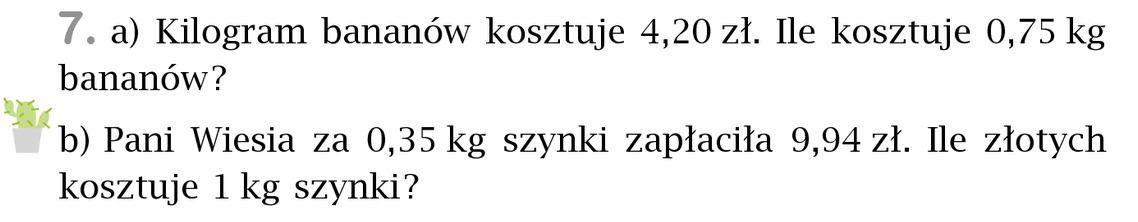 7. a) Kilogram bananów kosztuje 4,20 zł. Ile kosztuje 0,75 kg
bananów?
b) Pani Wiesia za 0,35 kg szynki zapłaciła 9,94 zł. Ile złotych
kosztuje 1 kg szynki?